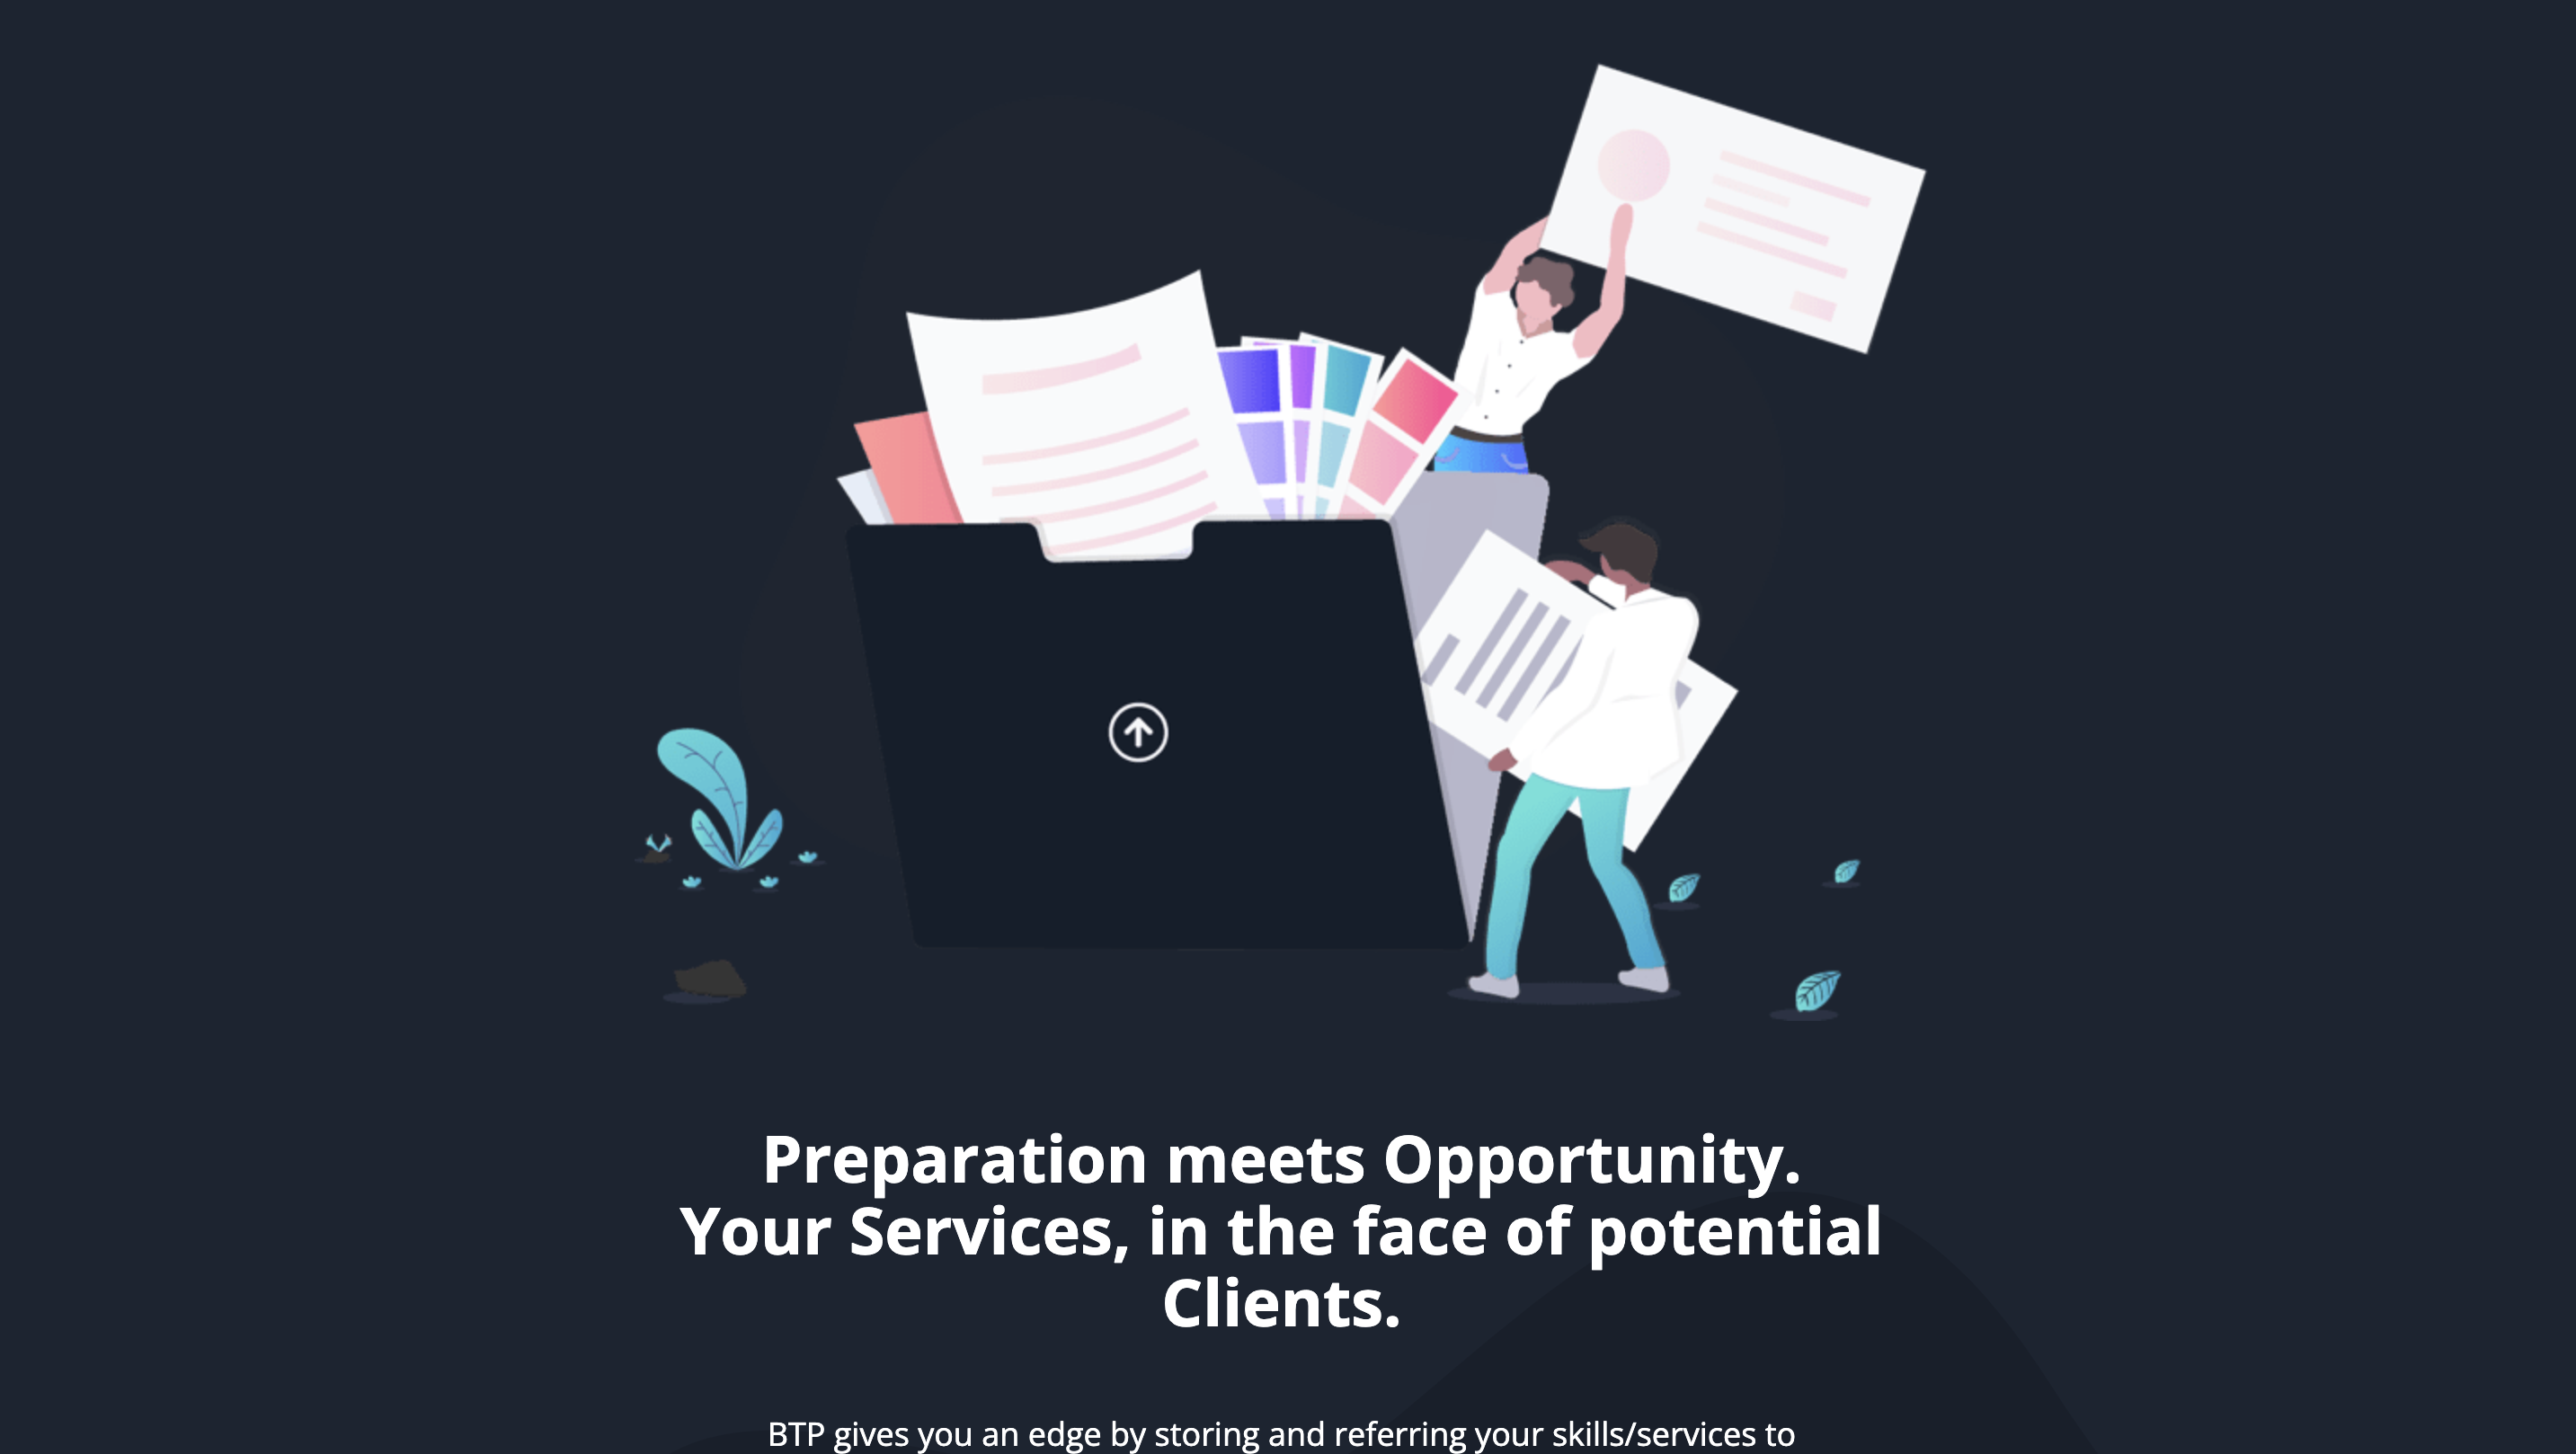 Preparation meets Opportunity.
Your Services, in the face of potential
Clients.
BTP gives you an edge by storing and referring your skills/services to